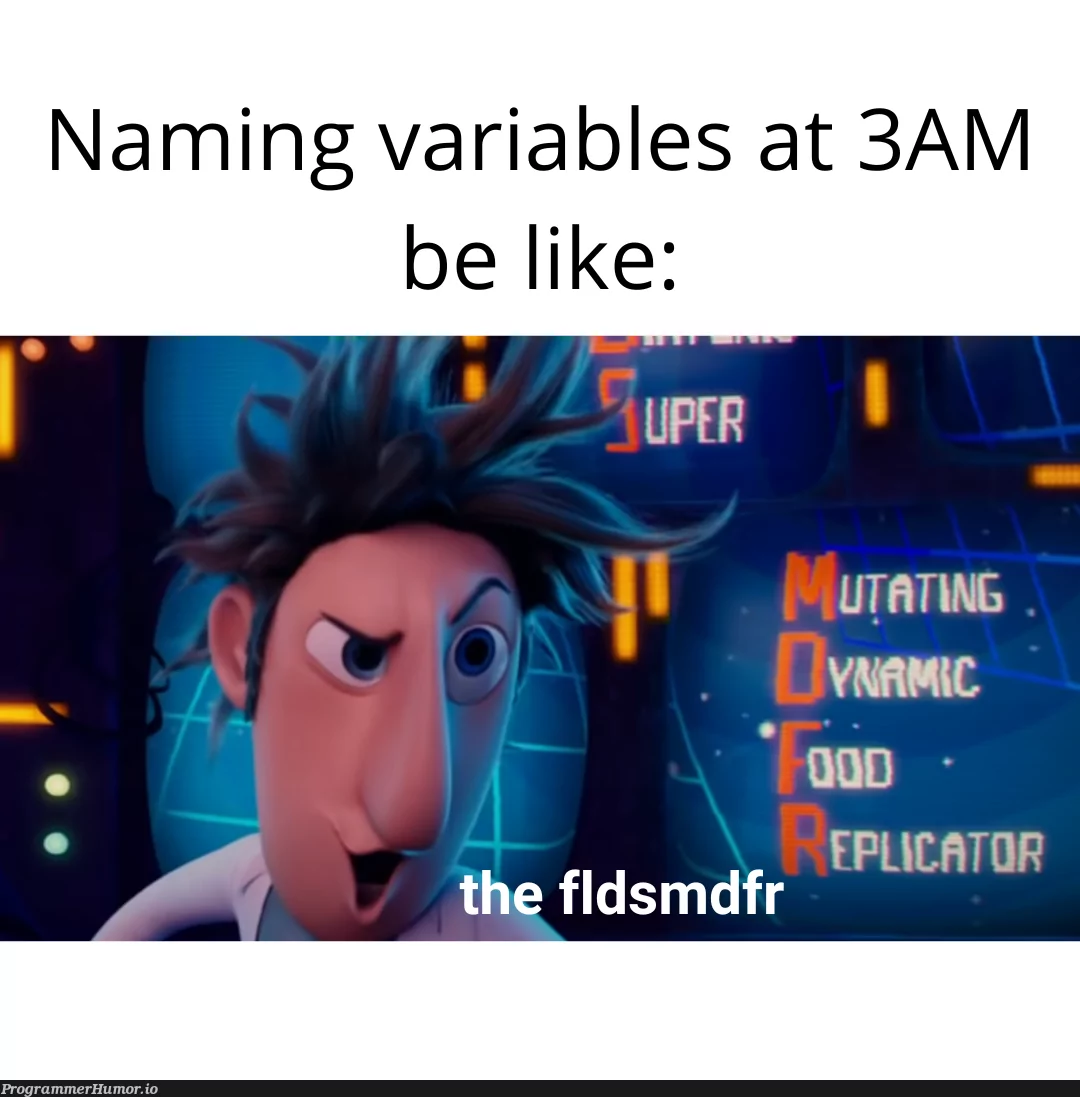 Naming variables at 3AM
be like:
SUPER
MUTATING
DYNAMIC
FOOD
REPLICATOR
the fldsmdfr
ProgrammerHumor.io